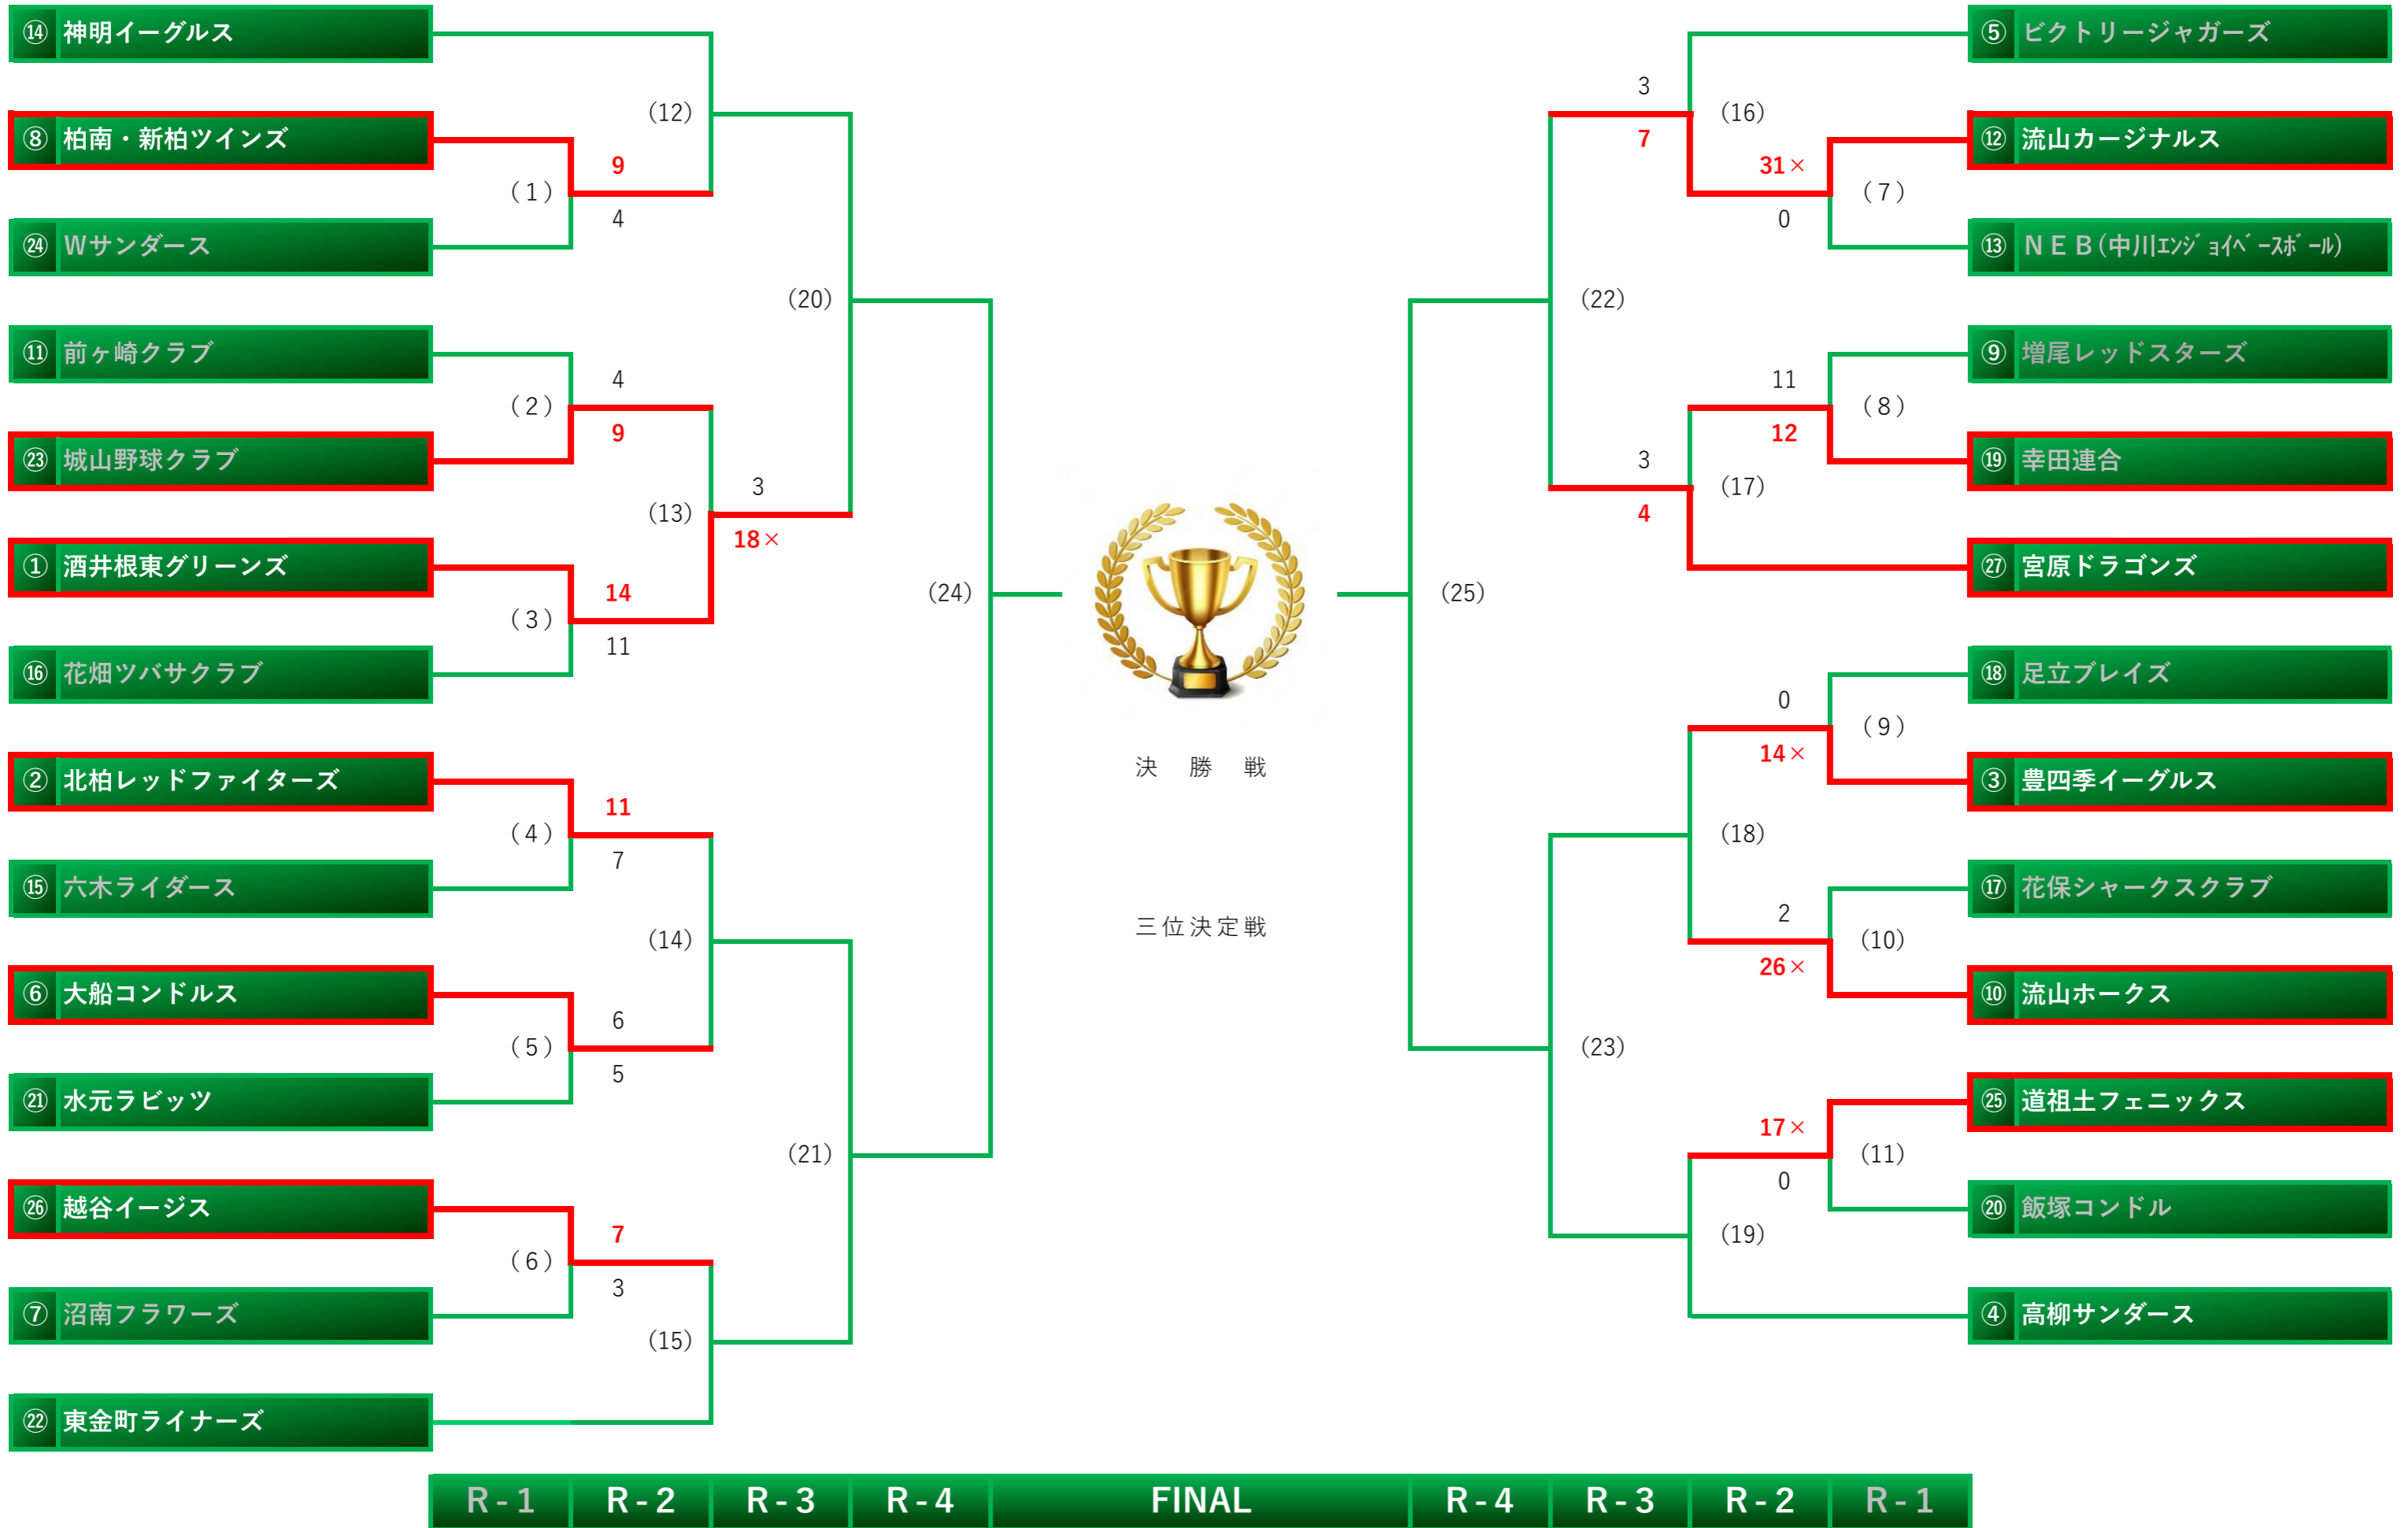 ⑭ 神明イーグルス
⑧ 柏南・新柏ツインズ
㉔ Wサンダース
⑪ 前ヶ崎クラブ
㉓ 城山野球クラブ
① 酒井根東グリーンズ
⑯ 花畑ツバサクラブ
② 北柏レッドファイターズ
⑮ 六木ライダース
⑥ 大船コンドルス
㉑ 水元ラビッツ
㉖ 越谷イージス
⑦ 沼南フラワーズ
㉒ 東金町ライナーズ
(1)
9
4
(2)
4
9
(3)
14
11
(4)
11
7
(5)
6
5
(6)
7
3
(12)
(13)
3
18×
(14)
(15)
(20)
(21)
(24)
決 勝 戦
三位決定戦
(25)
(22)
(23)
3
7
(16)
3
4
(17)
(18)
(19)
31×
0
(7)
11
12
(8)
0
14×
(9)
2
26×
(10)
17×
0
(11)
⑤ ビクトリージャガーズ
⑫ 流山カージナルス
⑬ NEB(中川ｴﾝｼﾞｮｲﾍﾞｰｽﾎﾞｰﾙ)
⑨ 増尾レッドスターズ
⑲ 幸田連合
㉗ 宮原ドラゴンズ
⑱ 足立ブレイズ
③ 豊四季イーグルス
⑰ 花保シャークスクラブ
⑩ 流山ホークス
㉕ 道祖土フェニックス
⑳ 飯塚コンドル
④ 高柳サンダース
R-1 R-2 R-3 R-4 FINAL R-4 R-3 R-2 R-1